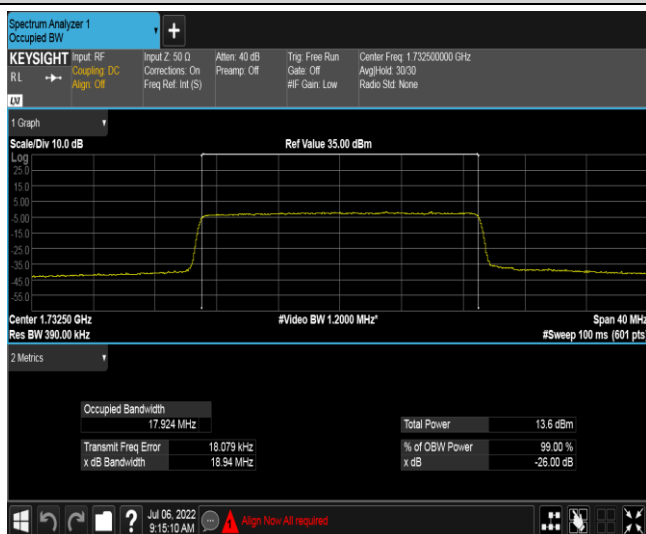 Spectrum Analyzer 1
Occupied BW
+
KEYSIGHT Input: RF Input Z: 50 Ω Atten: 40 dB Trig: Free Run Center Freq: 1.732500000 GHz
R L Coupling: DC Corrections: On Preamp: Off Gate: Off Avg|Hold: 30/30
Align: Off Freq Ref: Int (S) #IF Gain: Low Radio Std: None
LXI
1 Graph
Scale/Div 10.0 dB Ref Value 35.00 dBm
Log
25.0
15.0
5.00
-5.00
-15.0
-25.0
-35.0
-45.0
-55.0
Center 1.73250 GHz #Video BW 1.2000 MHz* Span 40 MHz
Res BW 390.00 kHz #Sweep 100 ms (601 pts)
2 Metrics
Occupied Bandwidth
17.924 MHz Total Power 13.6 dBm
Transmit Freq Error 18.079 kHz % of OBW Power 99.00 %
x dB Bandwidth 18.94 MHz x dB -26.00 dB
? Jul 06, 2022
9:15:10 AM Align Now All required